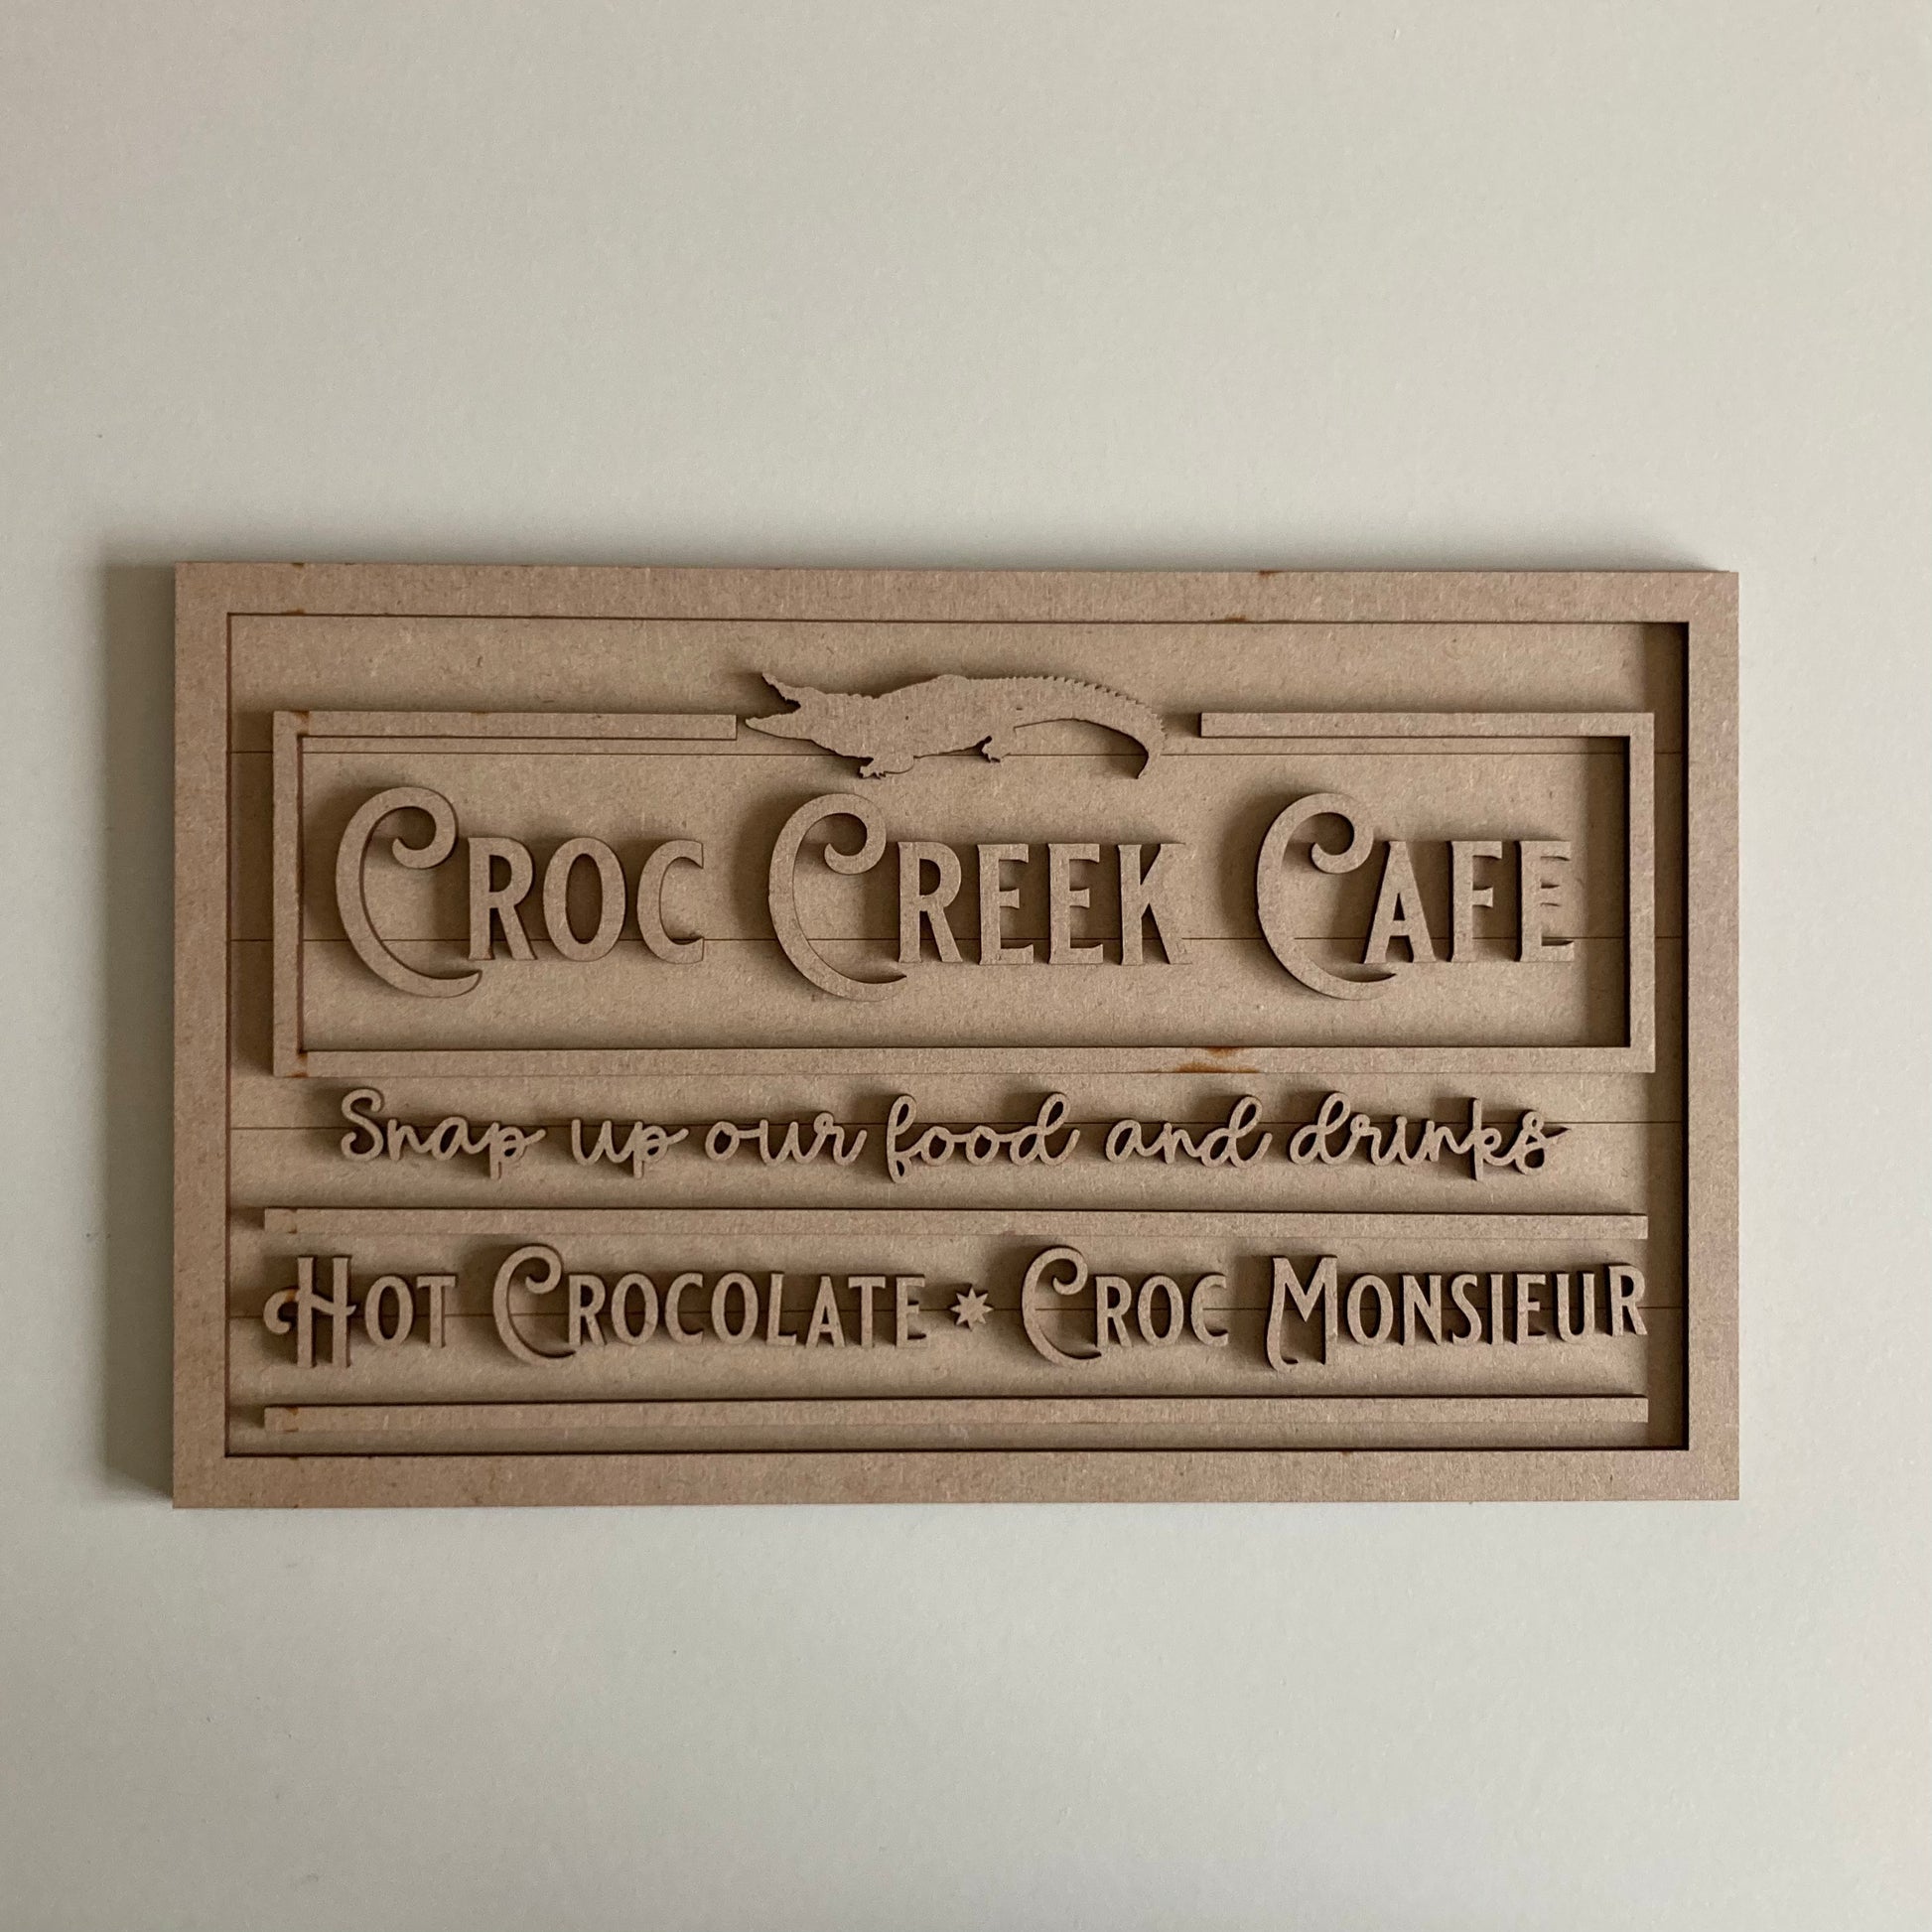 Croc Creek Cafe
Snap up our food and drinks
Hot Crocolate * Croc Monsieur